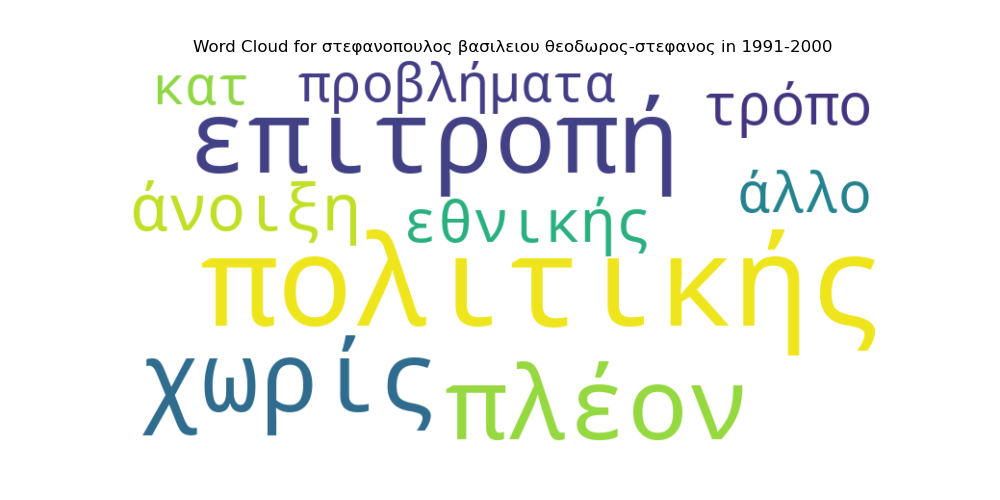 Word Cloud for στεφανοπουλος βασιλειου θεοδωρος-στεφανος in 1991-2000
κατ προβλήματα τρόπο
επιτροπή
άνοιξη εθνικής άλλο
πολιτικής
χωρίς πλέον